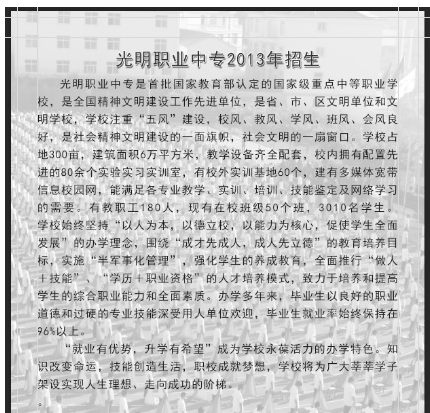 光明职业中专2013年招生
光明职业中专是首批国家教育部认定的国家级重点中等职业学
校，是全国精神文明建设工作先进单位，是省、市、区文明单位和文
明学校，学校注重“五风”建设，校风、教风、学风、班风、会风良
好，是社会精神文明建设的一面旗帜，社会文明的一扇窗口。学校占
地300亩，建筑面积6万平方米，教学设备齐全配套，校内拥有配置先
进的80余个实验实习实训室，有校外实训基地60个，建有多媒体宽带
信息校园网，能满足各专业教学、实训、培训、技能鉴定及网络学习
的需要。有教职工180人，现有在校班级50个班，3010名学生。
学校始终坚持“以人为本，以德立校，以能力为核心，促使学生全面
发展”的办学理念，围绕“成才先成人，成人先立德”的教育培养目
标，实施“半军事化管理”，强化学生的养成教育，全面推行“做人
＋技能”、“学历＋职业资格”的人才培养模式，致力于培养和提高
学生的综合职业能力和全面素质。办学多年来，毕业生以良好的职业
道德和过硬的专业技能深受用人单位欢迎，毕业生就业率始终保持在
96%以上。
“就业有优势，升学有希望”成为学校永葆活力的办学特色。知
识改变命运，技能创造生活，职校成就梦想，学校将为广大莘莘学子
架设实现人生理想、走向成功的阶梯。
。